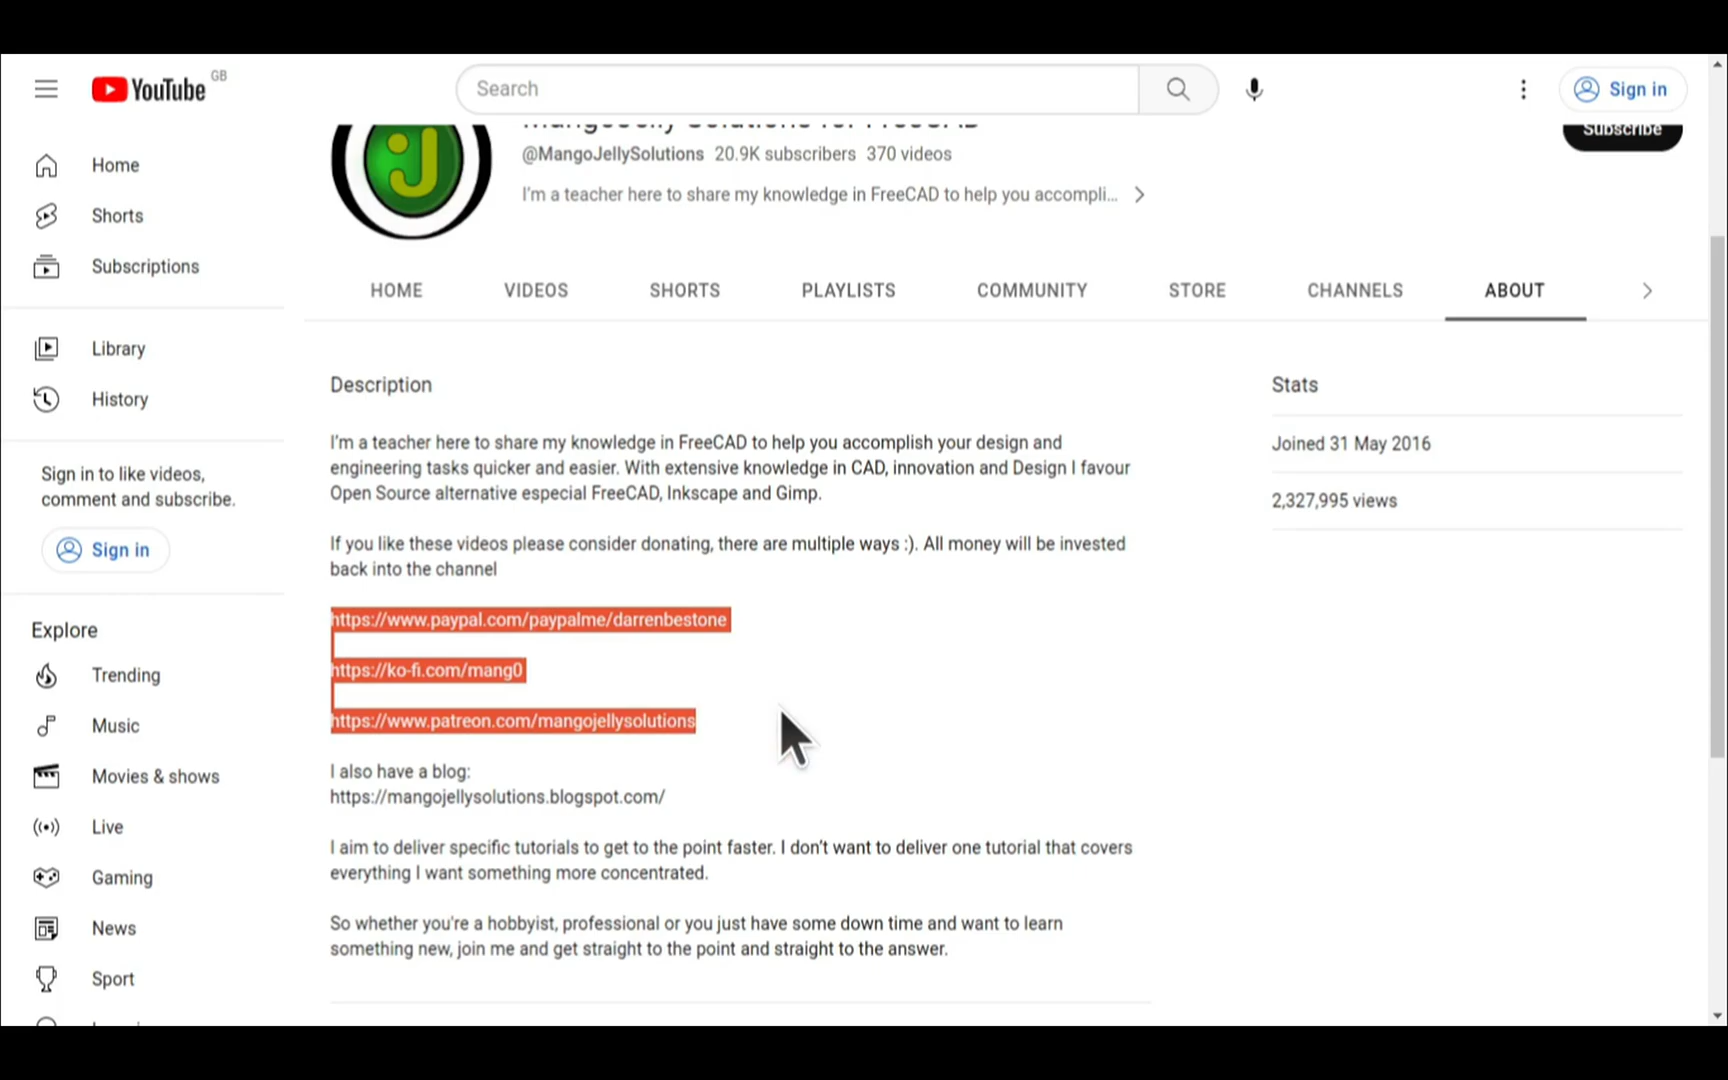 YouTube GB
Search
Sign in
MangoJelly Solutions for FreeCAD
Subscribe
@MangoJellySolutions 20.9K subscribers 370 videos
I'm a teacher here to share my knowledge in FreeCAD to help you accompli...
HOME VIDEOS SHORTS PLAYLISTS COMMUNITY STORE CHANNELS ABOUT
Home
Shorts
Subscriptions
Library
History
Sign in to like videos,
comment and subscribe.
Sign in
Explore
Trending
Music
Movies & shows
Live
Gaming
News
Sport
Description
I'm a teacher here to share my knowledge in FreeCAD to help you accomplish your design and
engineering tasks quicker and easier. With extensive knowledge in CAD, innovation and Design I favour
Open Source alternative especial FreeCAD, Inkscape and Gimp.
If you like these videos please consider donating, there are multiple ways :). All money will be invested
back into the channel
https://www.paypal.com/paypalme/darrenbestone
https://ko-fi.com/mang0
https://www.patreon.com/mangojellysolutions
I also have a blog:
https://mangojellysolutions.blogspot.com/
I aim to deliver specific tutorials to get to the point faster. I don't want to deliver one tutorial that covers
everything I want something more concentrated.
So whether you're a hobbyist, professional or you just have some down time and want to learn
something new, join me and get straight to the point and straight to the answer.
Stats
Joined 31 May 2016
2,327,995 views